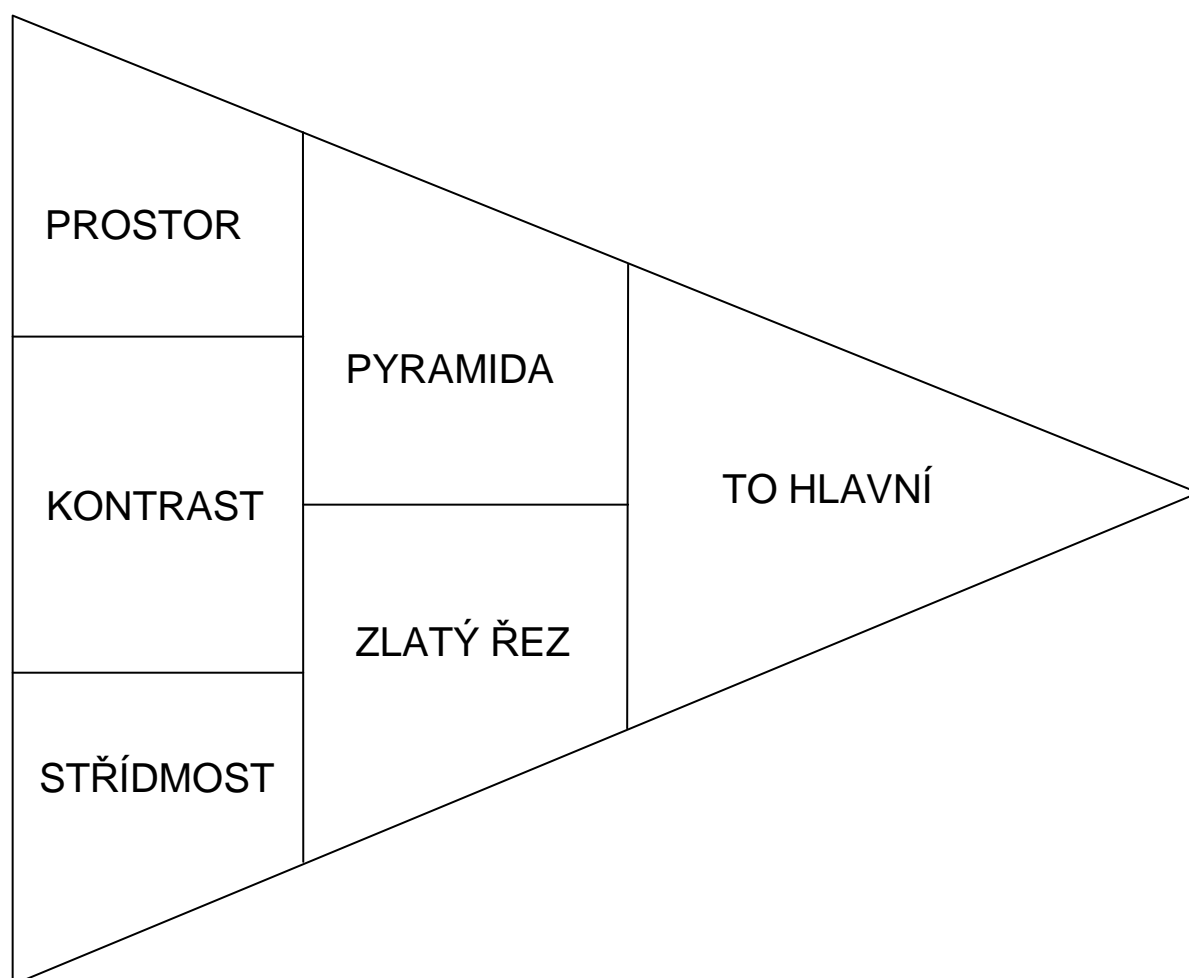 PROSTOR
KONTRAST
STŘÍDMOST
PYRAMIDA
ZLATÝ ŘEZ
TO HLAVNÍ